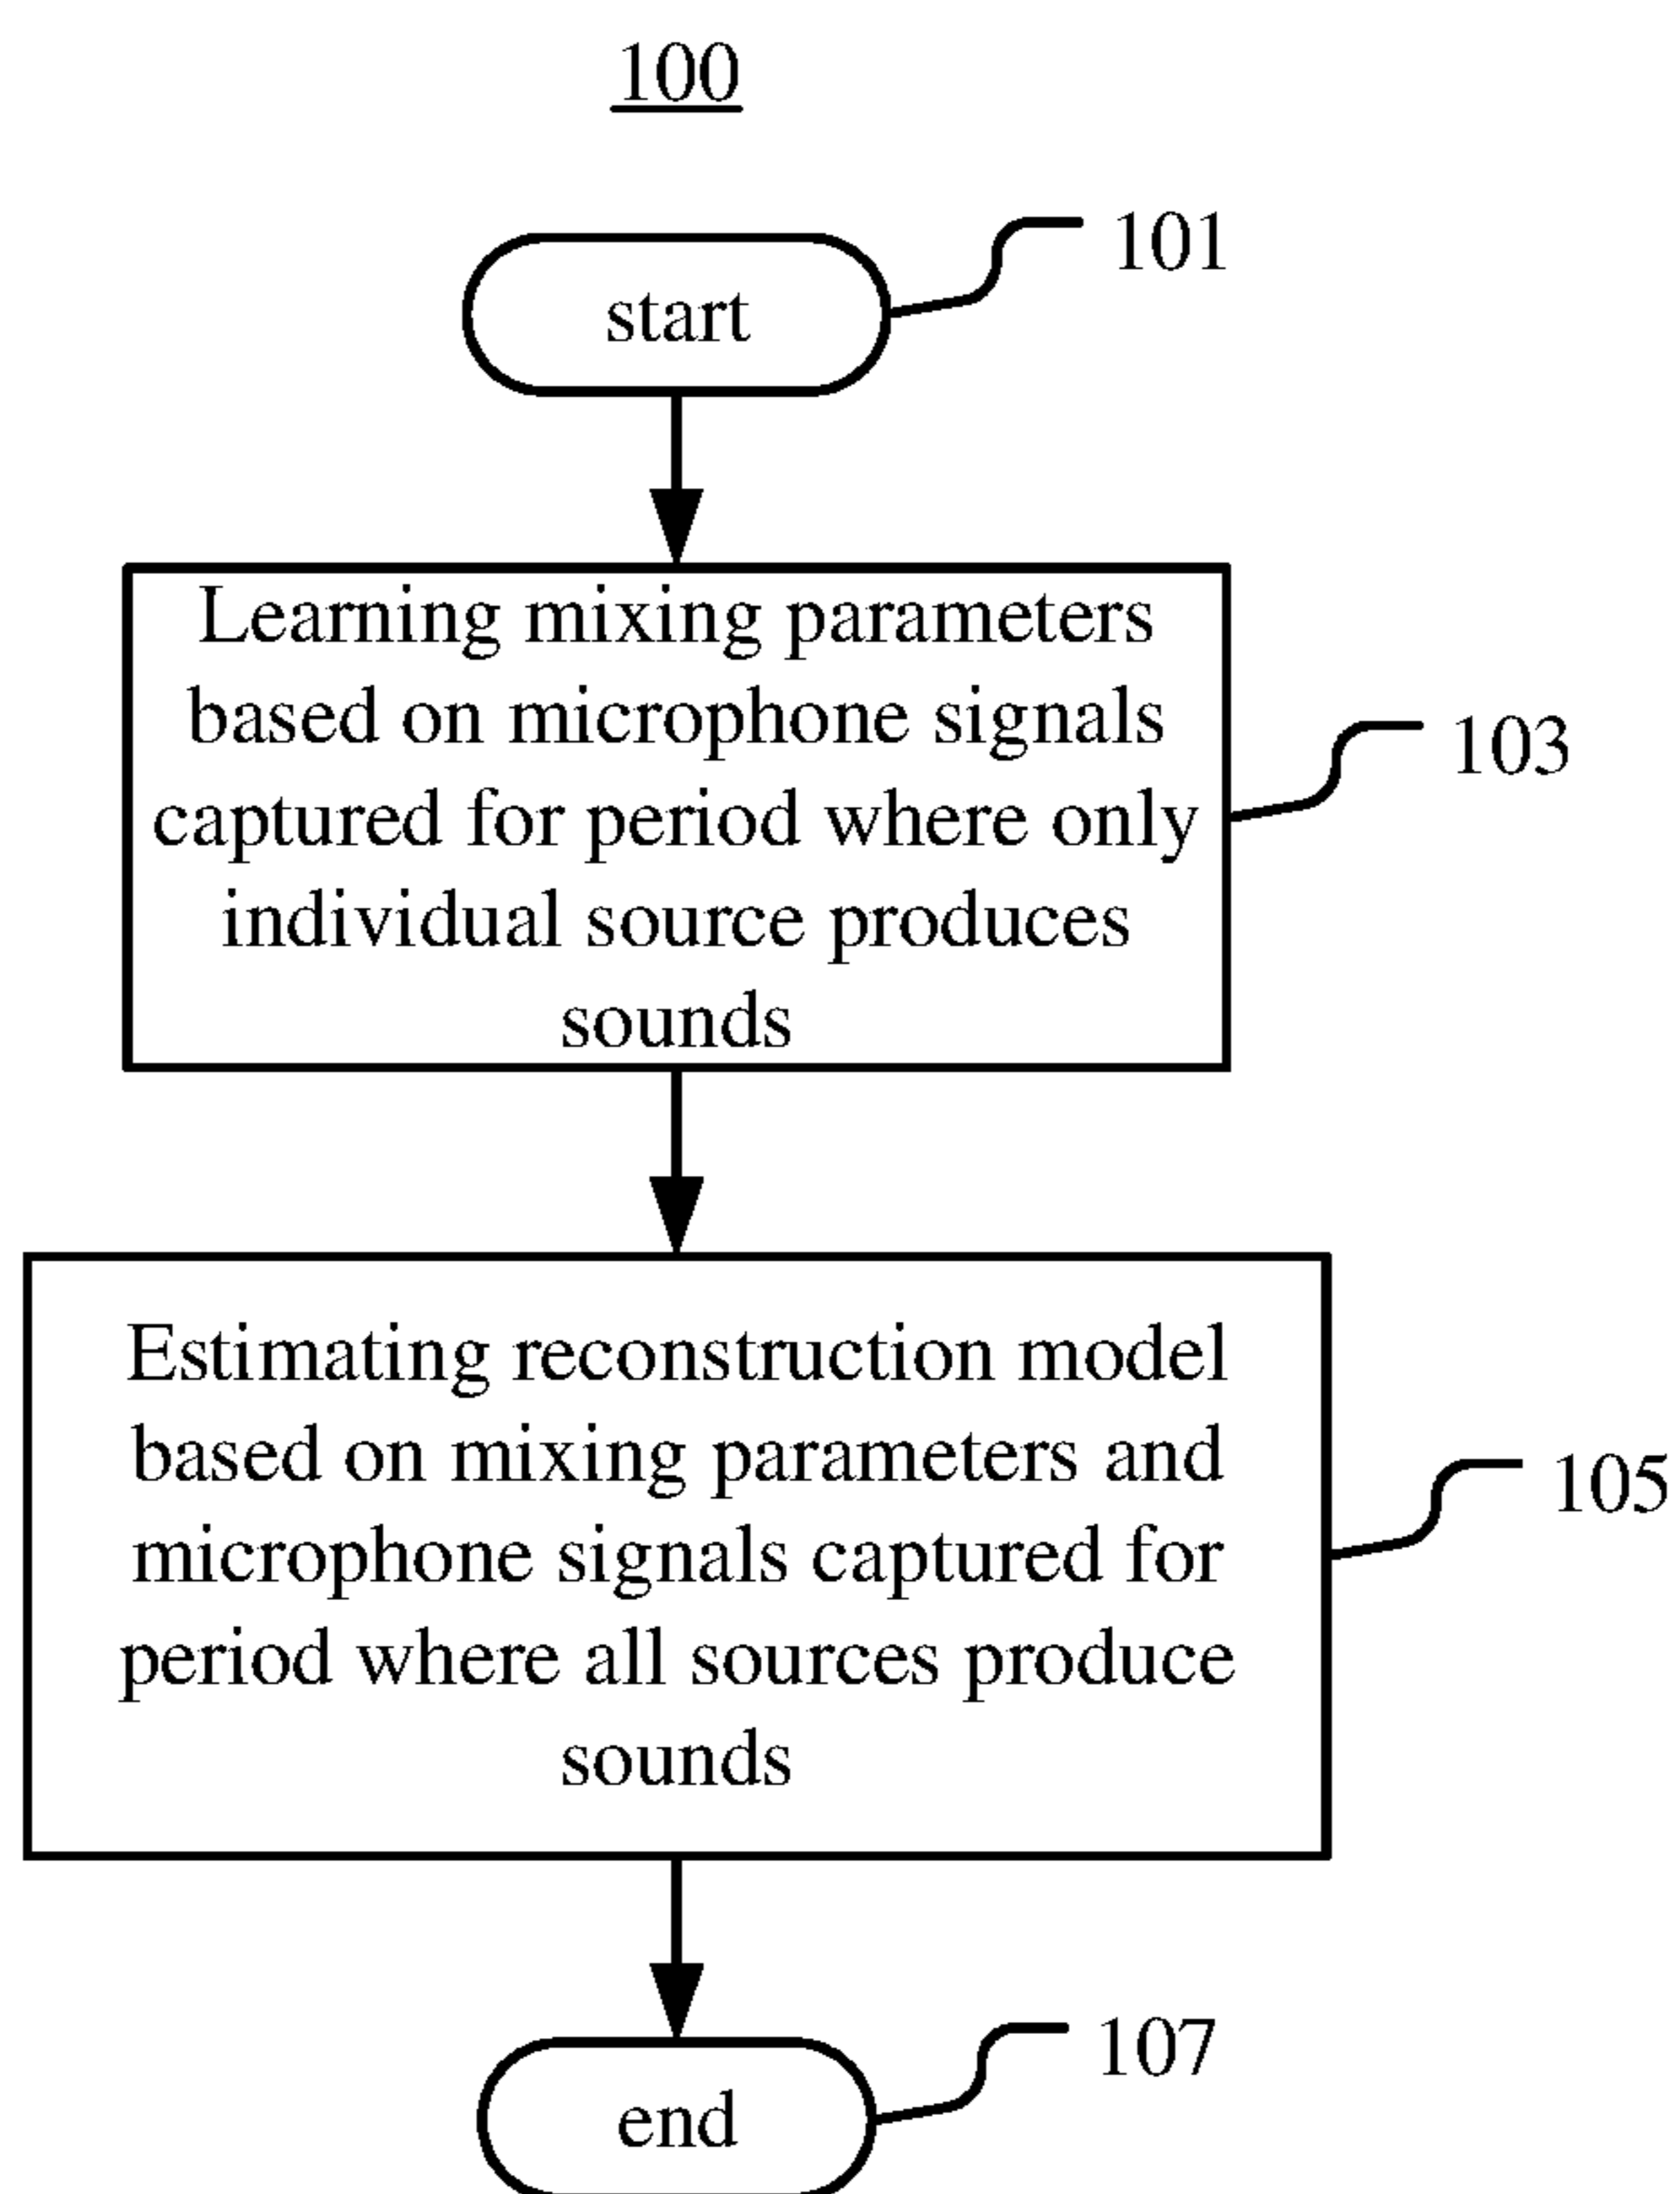 100
start
101
Learning mixing parameters
based on microphone signals
captured for period where only
individual source produces
sounds
103
Estimating reconstruction model
based on mixing parameters and
microphone signals captured for
period where all sources produce
sounds
105
end
107